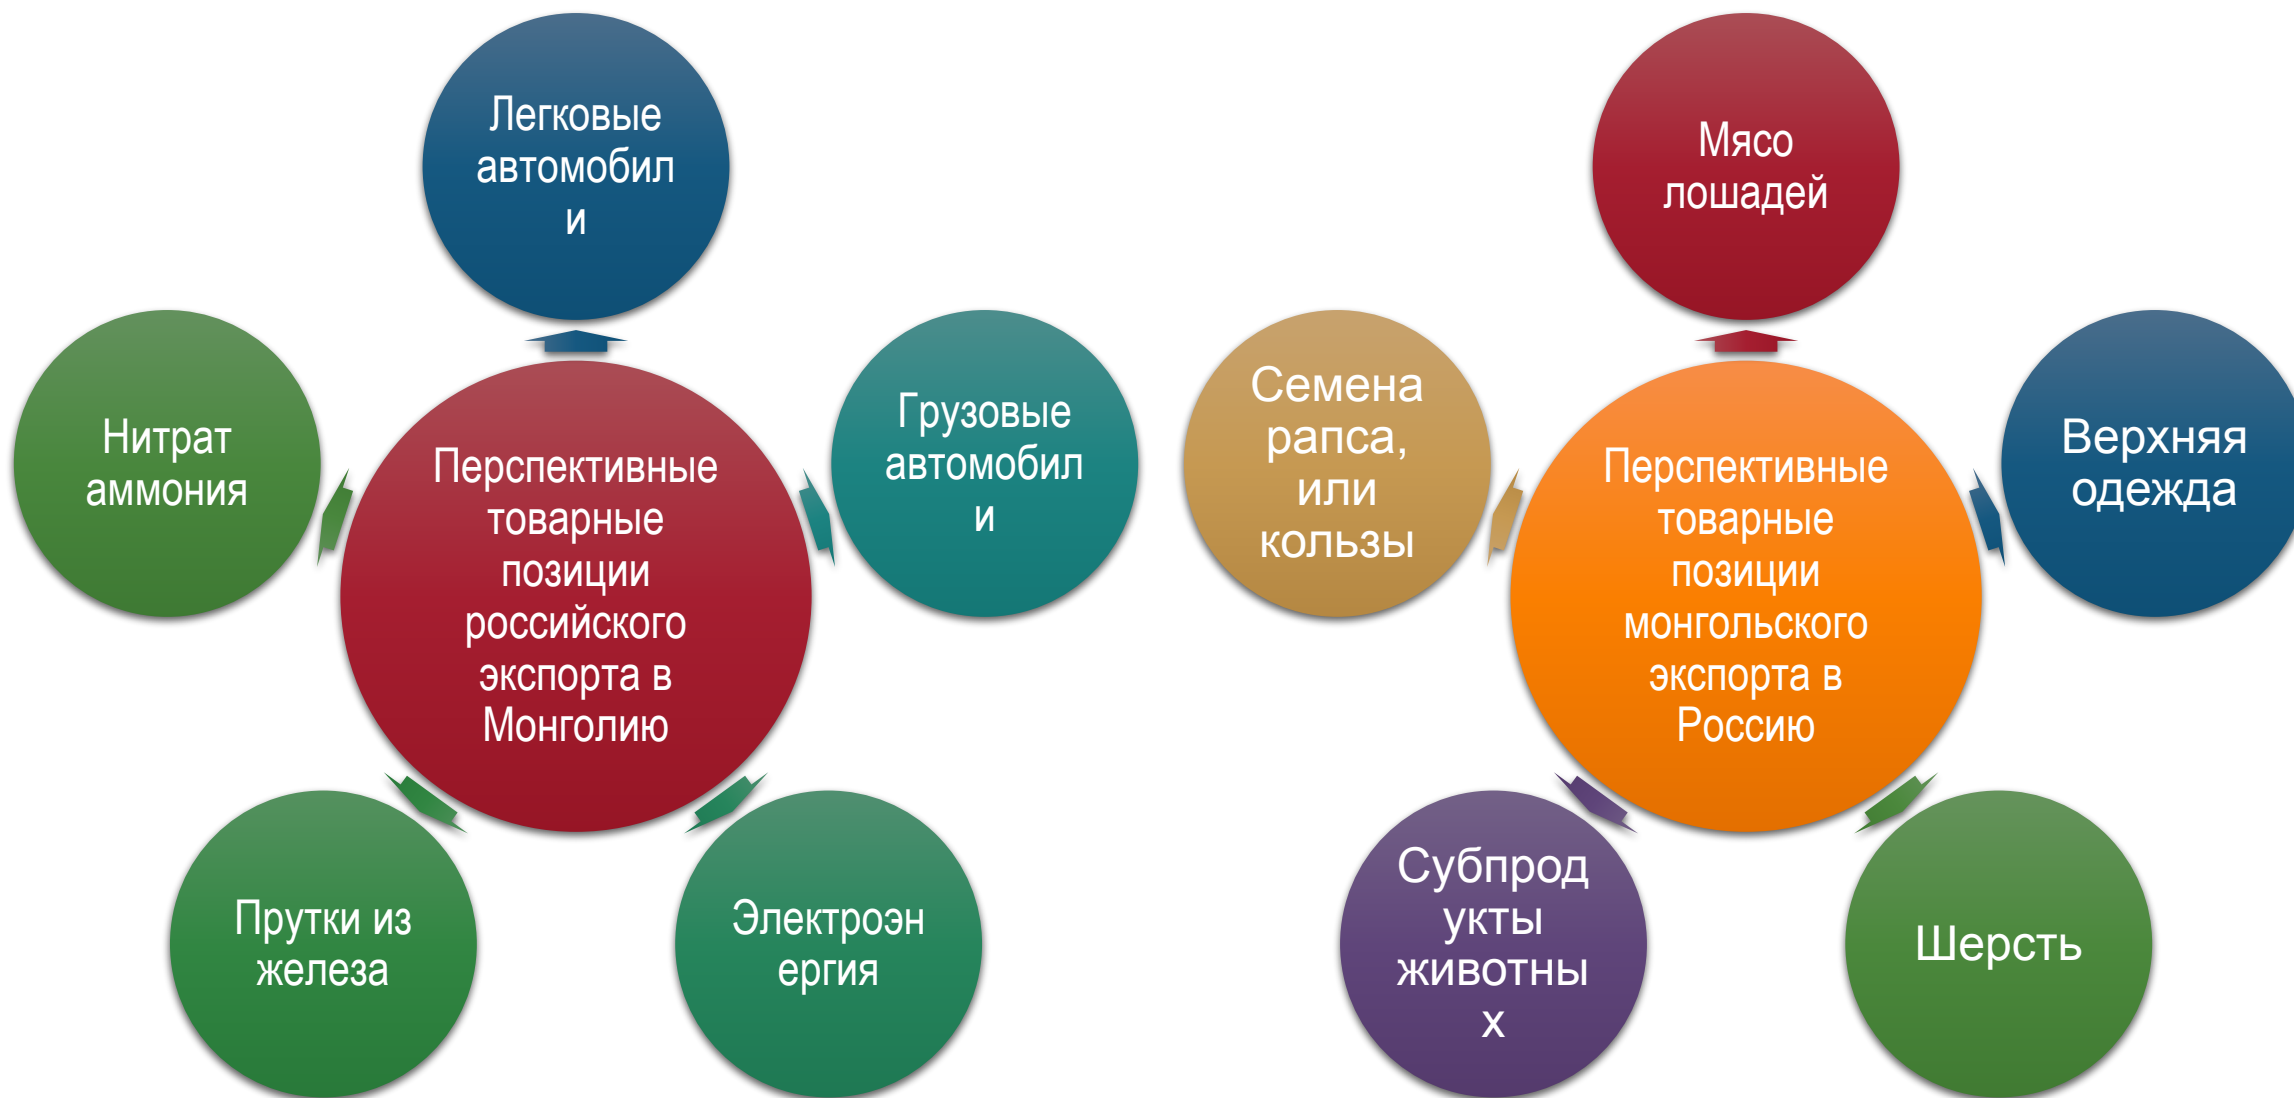 Легковые
автомобил
и
Грузовые
автомобил
и
Электроэн
ергия
Прутки из
железа
Нитрат
аммония
Перспективные
товарные
позиции
российского
экспорта в
Монголию
Мясо
лошадей
Верхняя
одежда
Шерсть
Субпрод
укты
животны
х
Семена
рапса,
или
кользы
Перспективные
товарные
позиции
монгольского
экспорта в
Россию